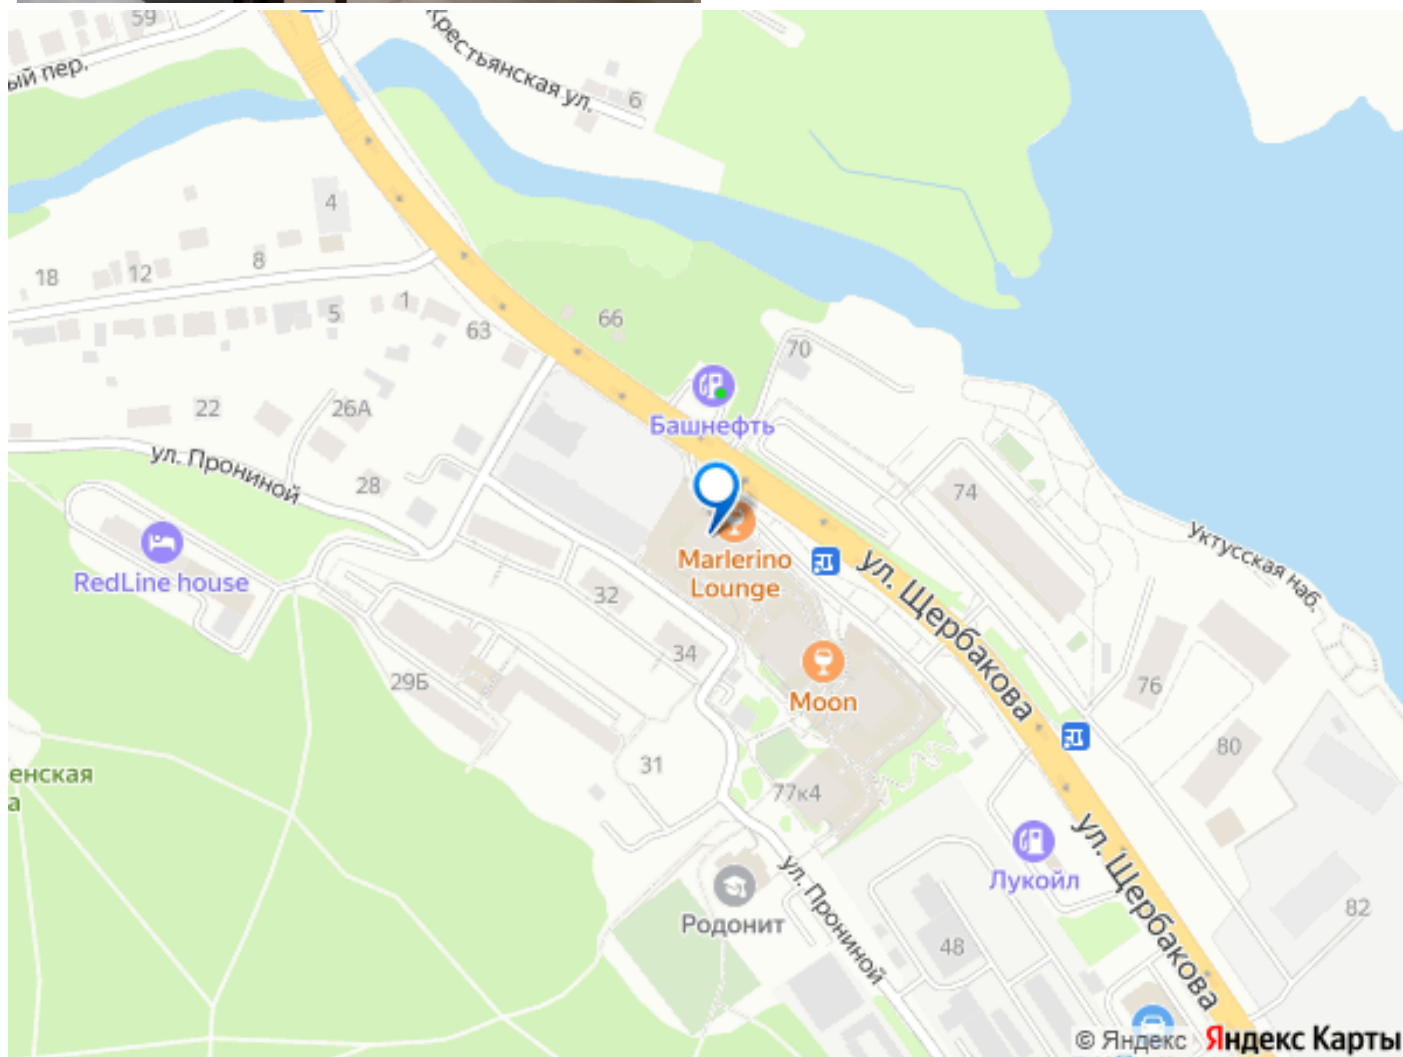 59
ый пер.
Крестьянская ул.
6
4
18
12
8
5
1
63
66
70
Башнефть
22
26А
ул. Прониной
28
74
RedLine house
Marlerino
Lounge
ул. Щербакова
Уктусская наб.
32
34
29Б
Moon
76
80
31
77к4
енская
а
Лукойл
ул. Щербакова
Родонит
ул. Прониной
48
82
© Яндекс Яндекс Карты